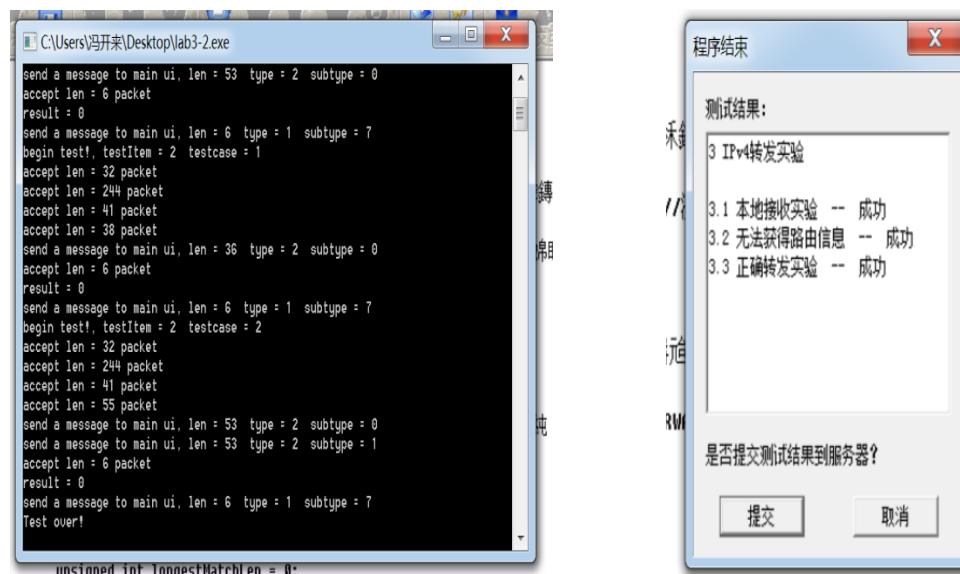 C:\Users\冯开来\Desktop\lab3-2.exe
send a message to main ui, len = 53  type = 2  subtype = 0
accept len = 6 packet
result = 0
send a message to main ui, len = 6  type = 1  subtype = 7
begin test!, testItem = 2  testcase = 1
accept len = 32 packet
accept len = 244 packet
accept len = 41 packet
accept len = 38 packet
send a message to main ui, len = 36  type = 2  subtype = 0
accept len = 6 packet
result = 0
send a message to main ui, len = 6  type = 1  subtype = 7
begin test!, testItem = 2  testcase = 2
accept len = 32 packet
accept len = 244 packet
accept len = 41 packet
accept len = 55 packet
send a message to main ui, len = 53  type = 2  subtype = 0
send a message to main ui, len = 53  type = 2  subtype = 1
accept len = 6 packet
result = 0
send a message to main ui, len = 6  type = 1  subtype = 7
Test over!
unsigned int longestMatchLen = 0;
程序结束
测试结果：
3 IPv4转发实验
3.1 本地接收实验 -- 成功
3.2 无法获得路由信息 -- 成功
3.3 正确转发实验 -- 成功
是否提交测试结果到服务器？
提交
取消